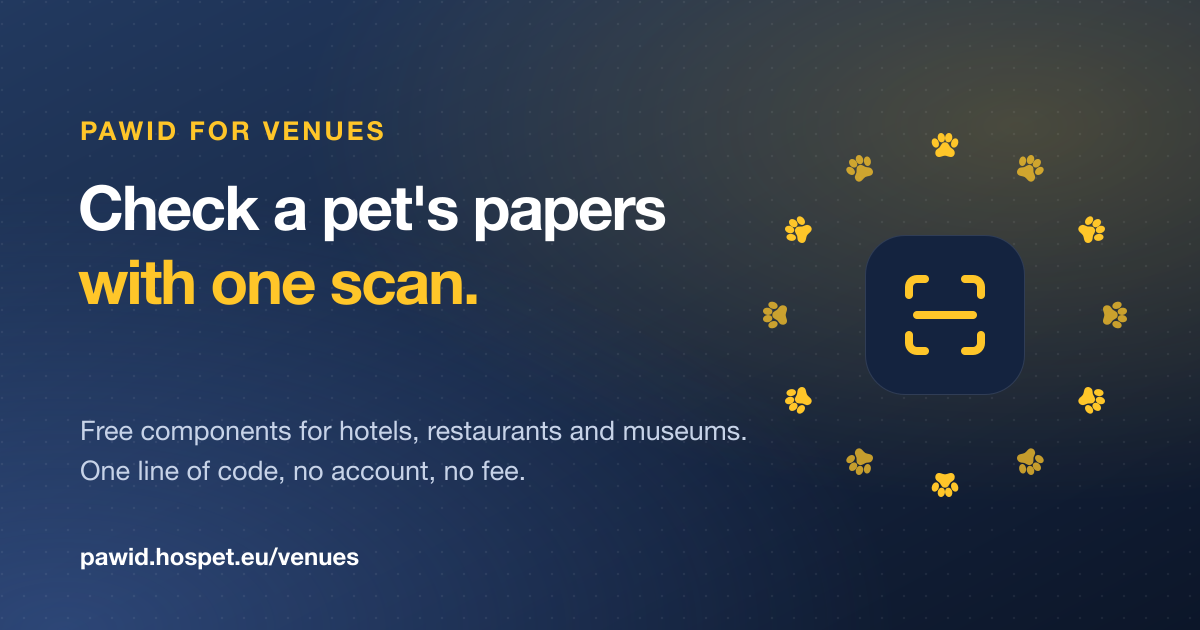 PAWID FOR VENUES
Check a pet's papers
with one scan.
Free components for hotels, restaurants and museums.
One line of code, no account, no fee.
pawid.hospet.eu/venues